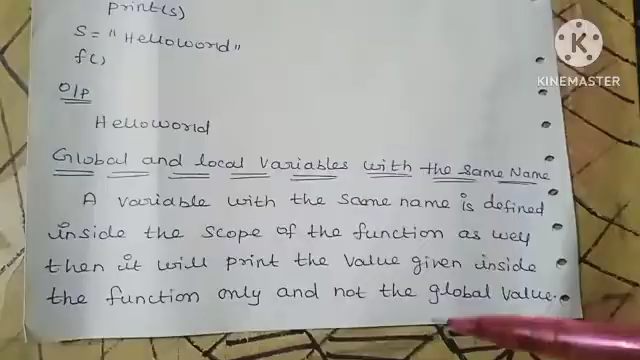 print(s)
S = "Helloworld"
f()
O/P
Helloworld
Global and local Variables with the same Name
A variable with the same name is defined
inside the scope of the function as well
then it will print the value given inside
the function only and not the global value.
K
KINEMASTER